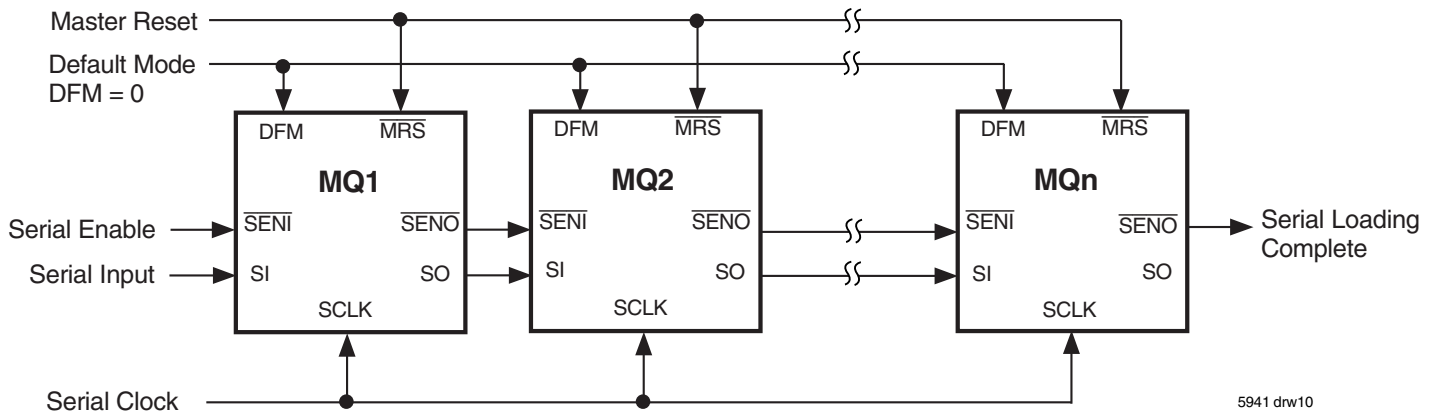 Master Reset
Default Mode
DFM = 0
DFM MRS DFM MRS DFM MRS
MQ1 MQ2 MQn
Serial Enable SENI SENO SENI SENO SENI SENO Serial Loading
Complete
Serial Input SI SO SI SO SI SO
SCLK SCLK SCLK
Serial Clock
5941 drw10